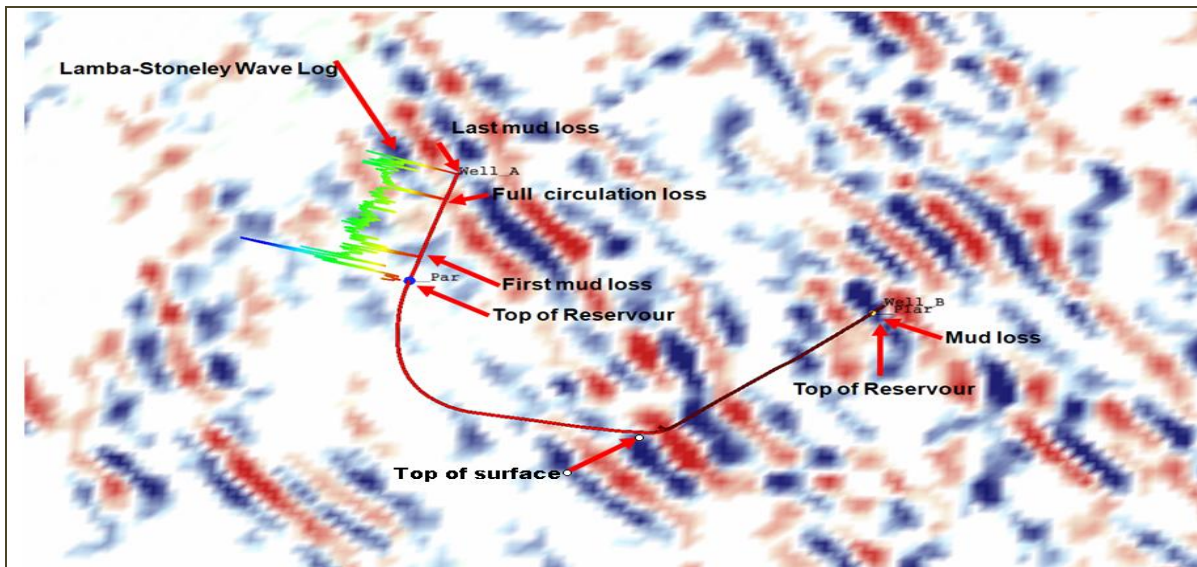 Lamba-Stoneley Wave Log
Last mud loss
Well_A
Full circulation loss
Par
First mud loss
Top of Reservour
Well_B
Mud loss
Top of Reservour
Top of surface